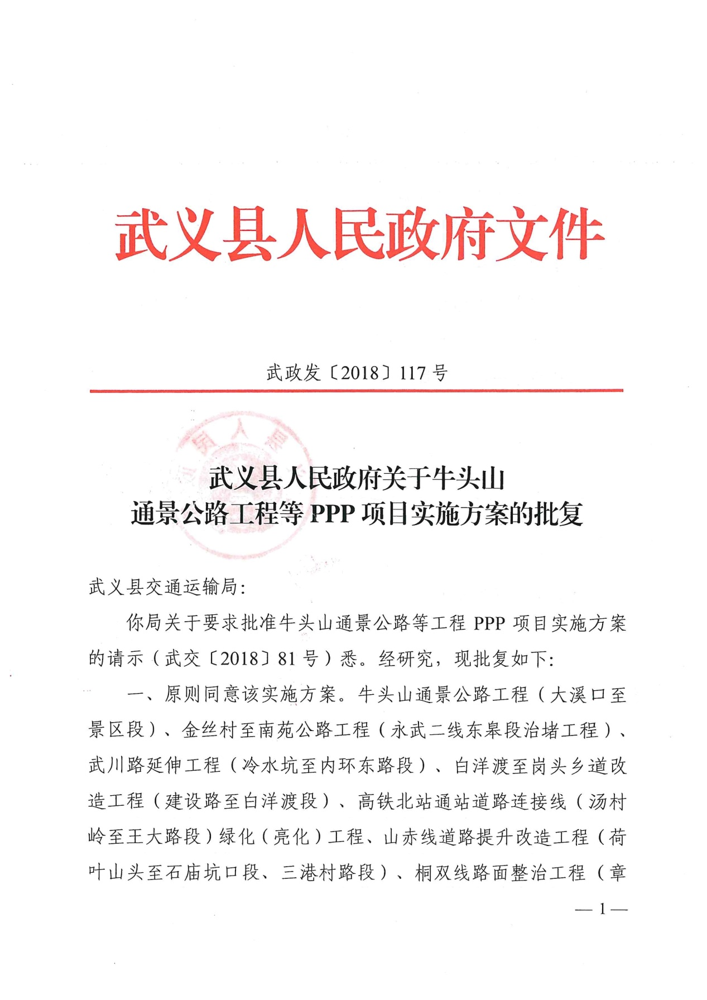 武义县人民政府文件
武政发〔2018〕117号
武义县人民政府关于牛头山
通景公路工程等PPP项目实施方案的批复
武义县交通运输局：
你局关于要求批准牛头山通景公路等工程PPP项目实施方案
的请示（武交〔2018〕81号）悉。经研究，现批复如下：
一、原则同意该实施方案。牛头山通景公路工程（大溪口至
景区段）、金丝村至南苑公路工程（永武二线东皋段治堵工程）、
武川路延伸工程（冷水坑至内环东路段）、白洋渡至岗头乡道改
造工程（建设路至白洋渡段）、高铁北站通站道路连接线（汤村
岭至王大路段）绿化（亮化）工程、山赤线道路提升改造工程（荷
叶山头至石庙坑口段、三港村路段）、桐双线路面整治工程（章
— 1 —